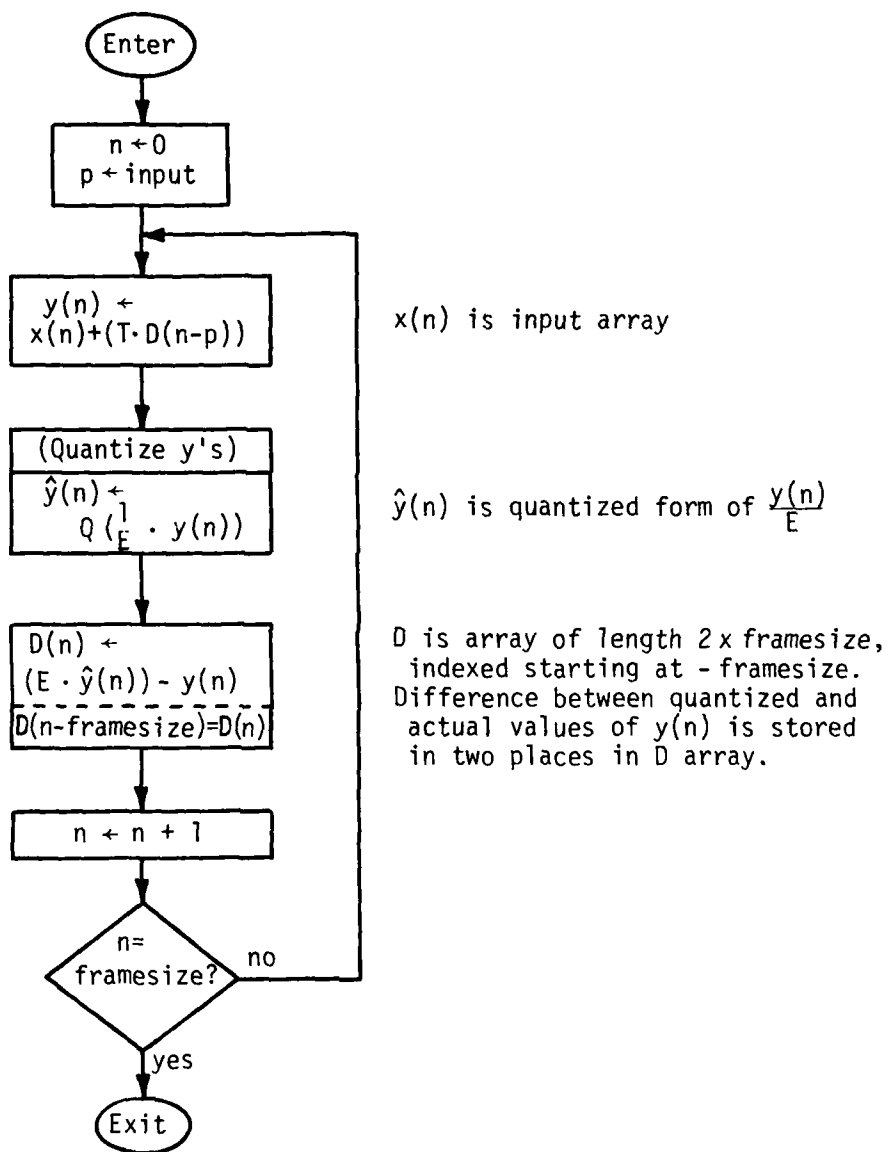 Enter
n ← 0
p ← input
y(n) ←
x(n)+(T·D(n-p))
x(n) is input array
(Quantize y's)
ŷ(n) ←
Q (1/E · y(n))
ŷ(n) is quantized form of y(n)/E
D(n) ←
(E · ŷ(n)) - y(n)
D(n-framesize)=D(n)
D is array of length 2 x framesize,
indexed starting at - framesize.
Difference between quantized and
actual values of y(n) is stored
in two places in D array.
n ← n + 1
n=
framesize?
no
yes
Exit